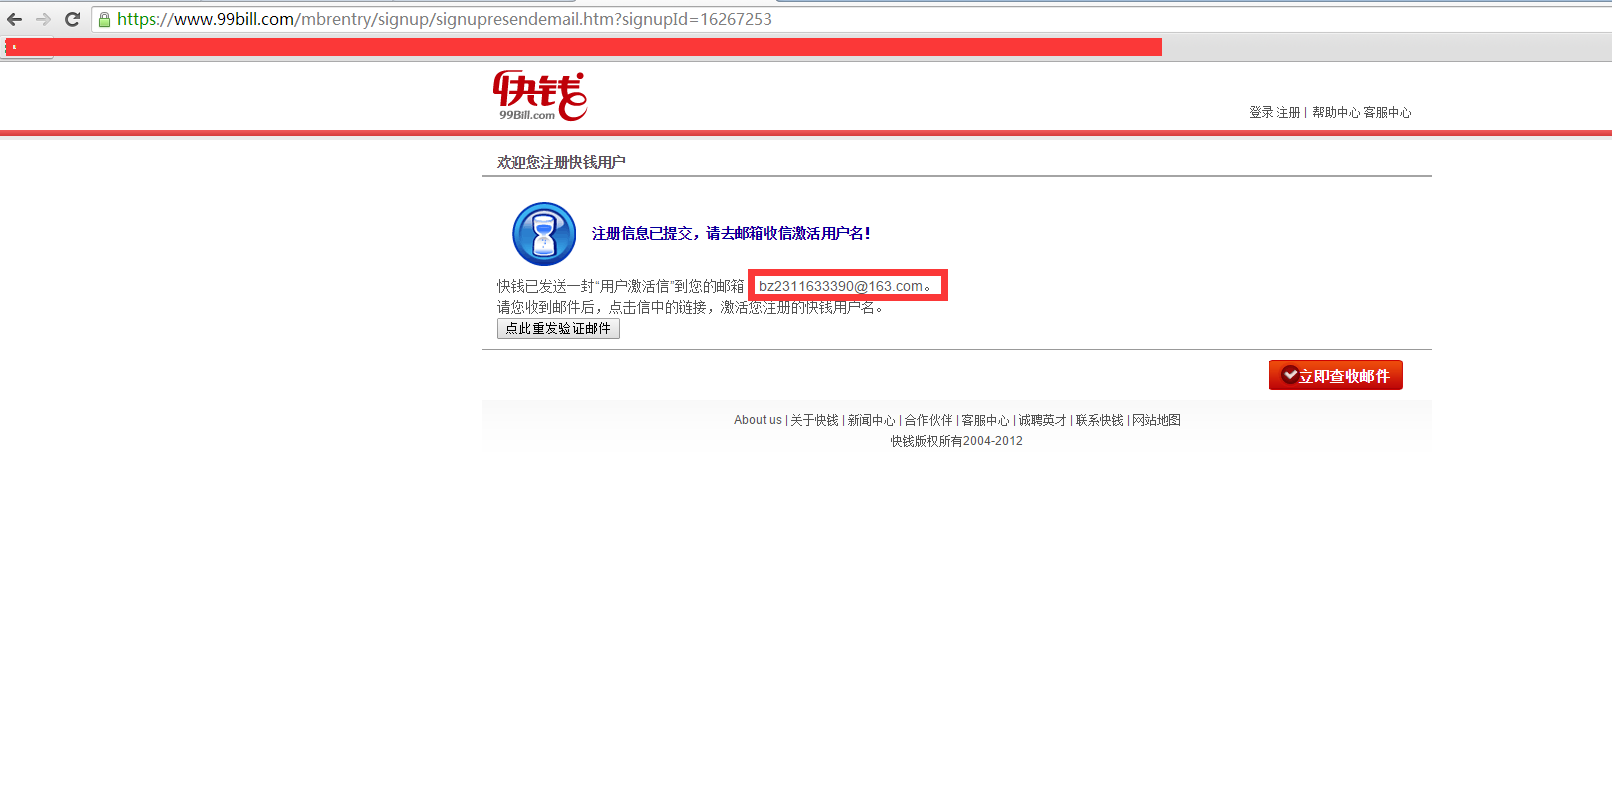 https://www.99bill.com/mbrentry/signup/signupresendemail.htm?signupId=16267253
快钱
99Bill.com
登录 注册 | 帮助中心 客服中心
欢迎您注册快钱用户
注册信息已提交，请去邮箱收信激活用户名！
快钱已发送一封“用户激活信”到您的邮箱 bz2311633390@163.com。
请您收到邮件后，点击信中的链接，激活您注册的快钱用户名。
点此重发验证邮件
立即查收邮件
About us | 关于快钱 | 新闻中心 | 合作伙伴 | 客服中心 | 诚聘英才 | 联系快钱 | 网站地图
快钱版权所有2004-2012